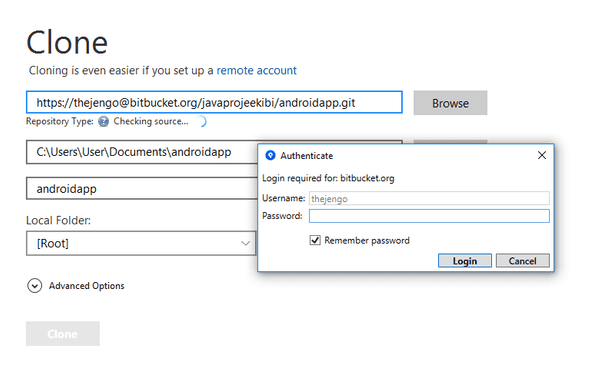 Clone
Cloning is even easier if you set up a remote account
https://thejengo@bitbucket.org/javaprojeekibi/androidapp.git
Browse
Repository Type: ? Checking source...
C:\Users\User\Documents\androidapp
androidapp
Local Folder:
[Root]
Advanced Options
Clone
Authenticate
Login required for: bitbucket.org
Username: thejengo
Password:
Remember password
Login Cancel